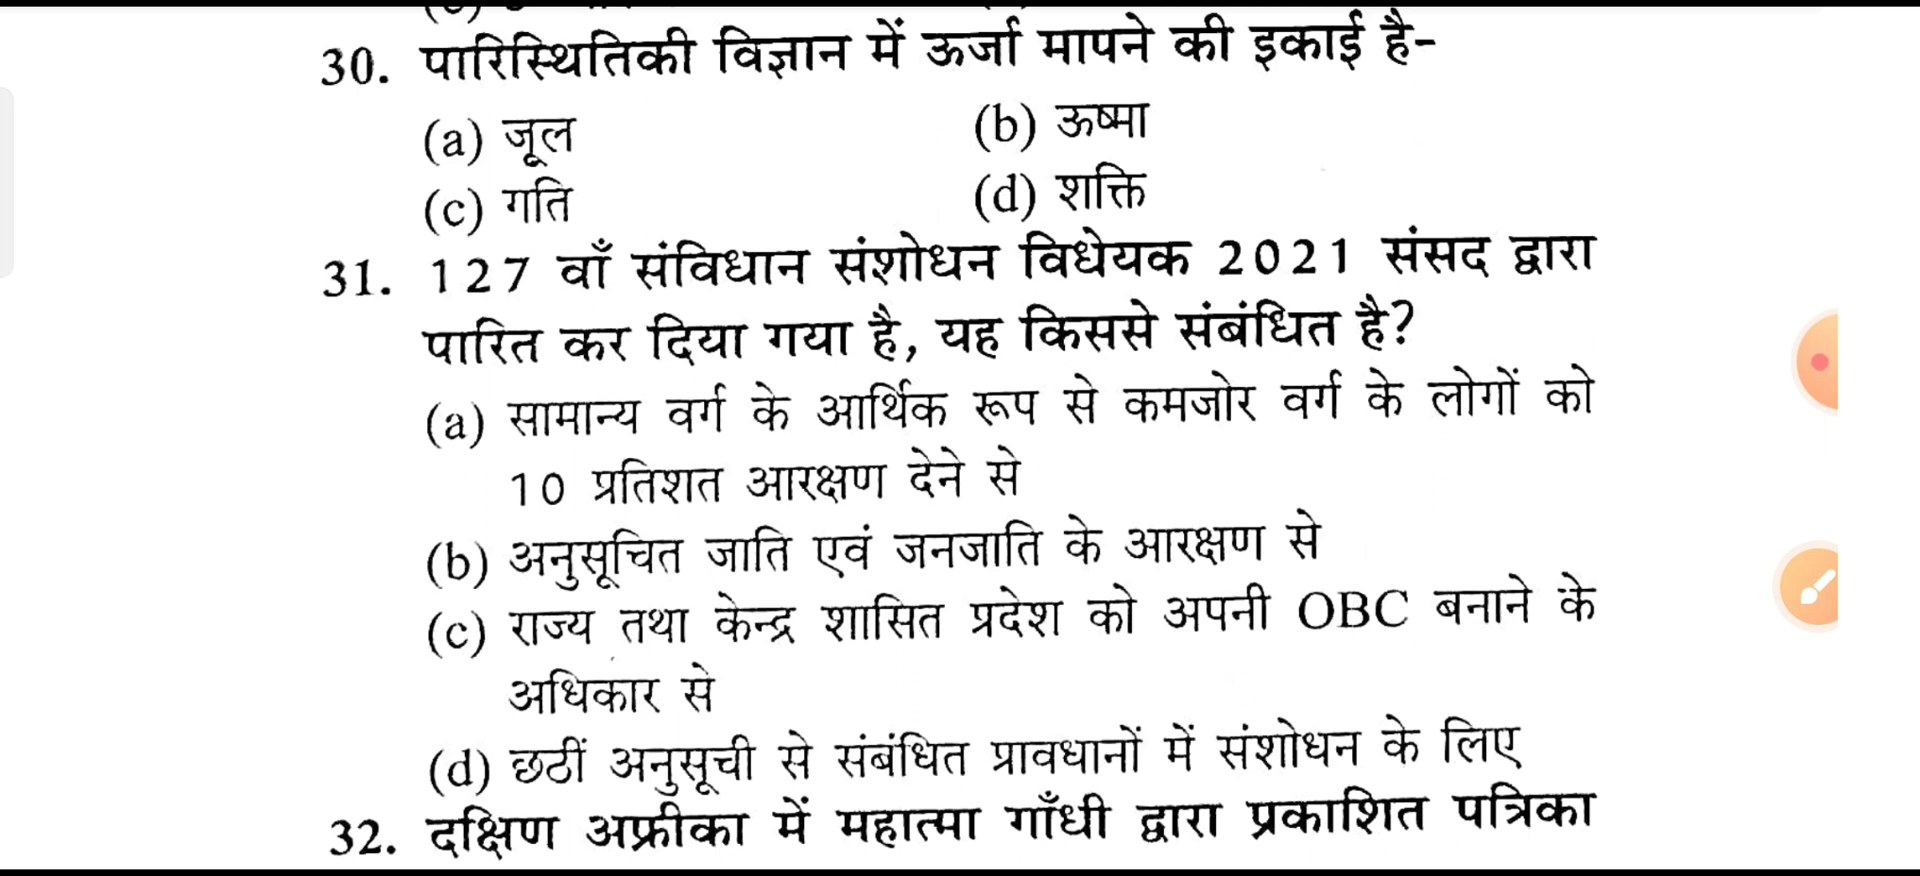 30. पारिस्थितिकी विज्ञान में ऊर्जा मापने की इकाई है-
(a) जूल (b) ऊष्मा
(c) गति (d) शक्ति
31. 127 वाँ संविधान संशोधन विधेयक 2021 संसद द्वारा
पारित कर दिया गया है, यह किससे संबंधित है?
(a) सामान्य वर्ग के आर्थिक रूप से कमजोर वर्ग के लोगों को
10 प्रतिशत आरक्षण देने से
(b) अनुसूचित जाति एवं जनजाति के आरक्षण से
(c) राज्य तथा केन्द्र शासित प्रदेश को अपनी OBC बनाने के
अधिकार से
(d) छठीं अनुसूची से संबंधित प्रावधानों में संशोधन के लिए
32. दक्षिण अफ्रीका में महात्मा गाँधी द्वारा प्रकाशित पत्रिका